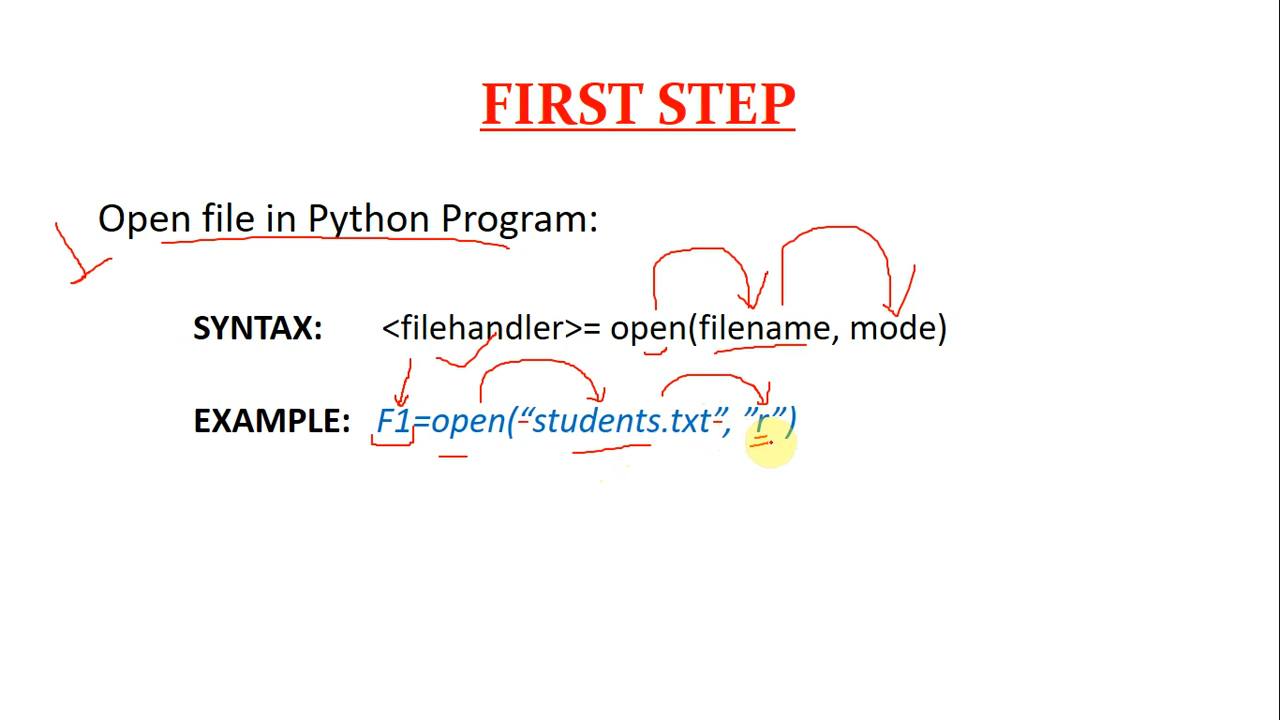 FIRST STEP
Open file in Python Program:
SYNTAX: <filehandler>= open(filename, mode)
EXAMPLE: F1=open(“students.txt”, ”r”)